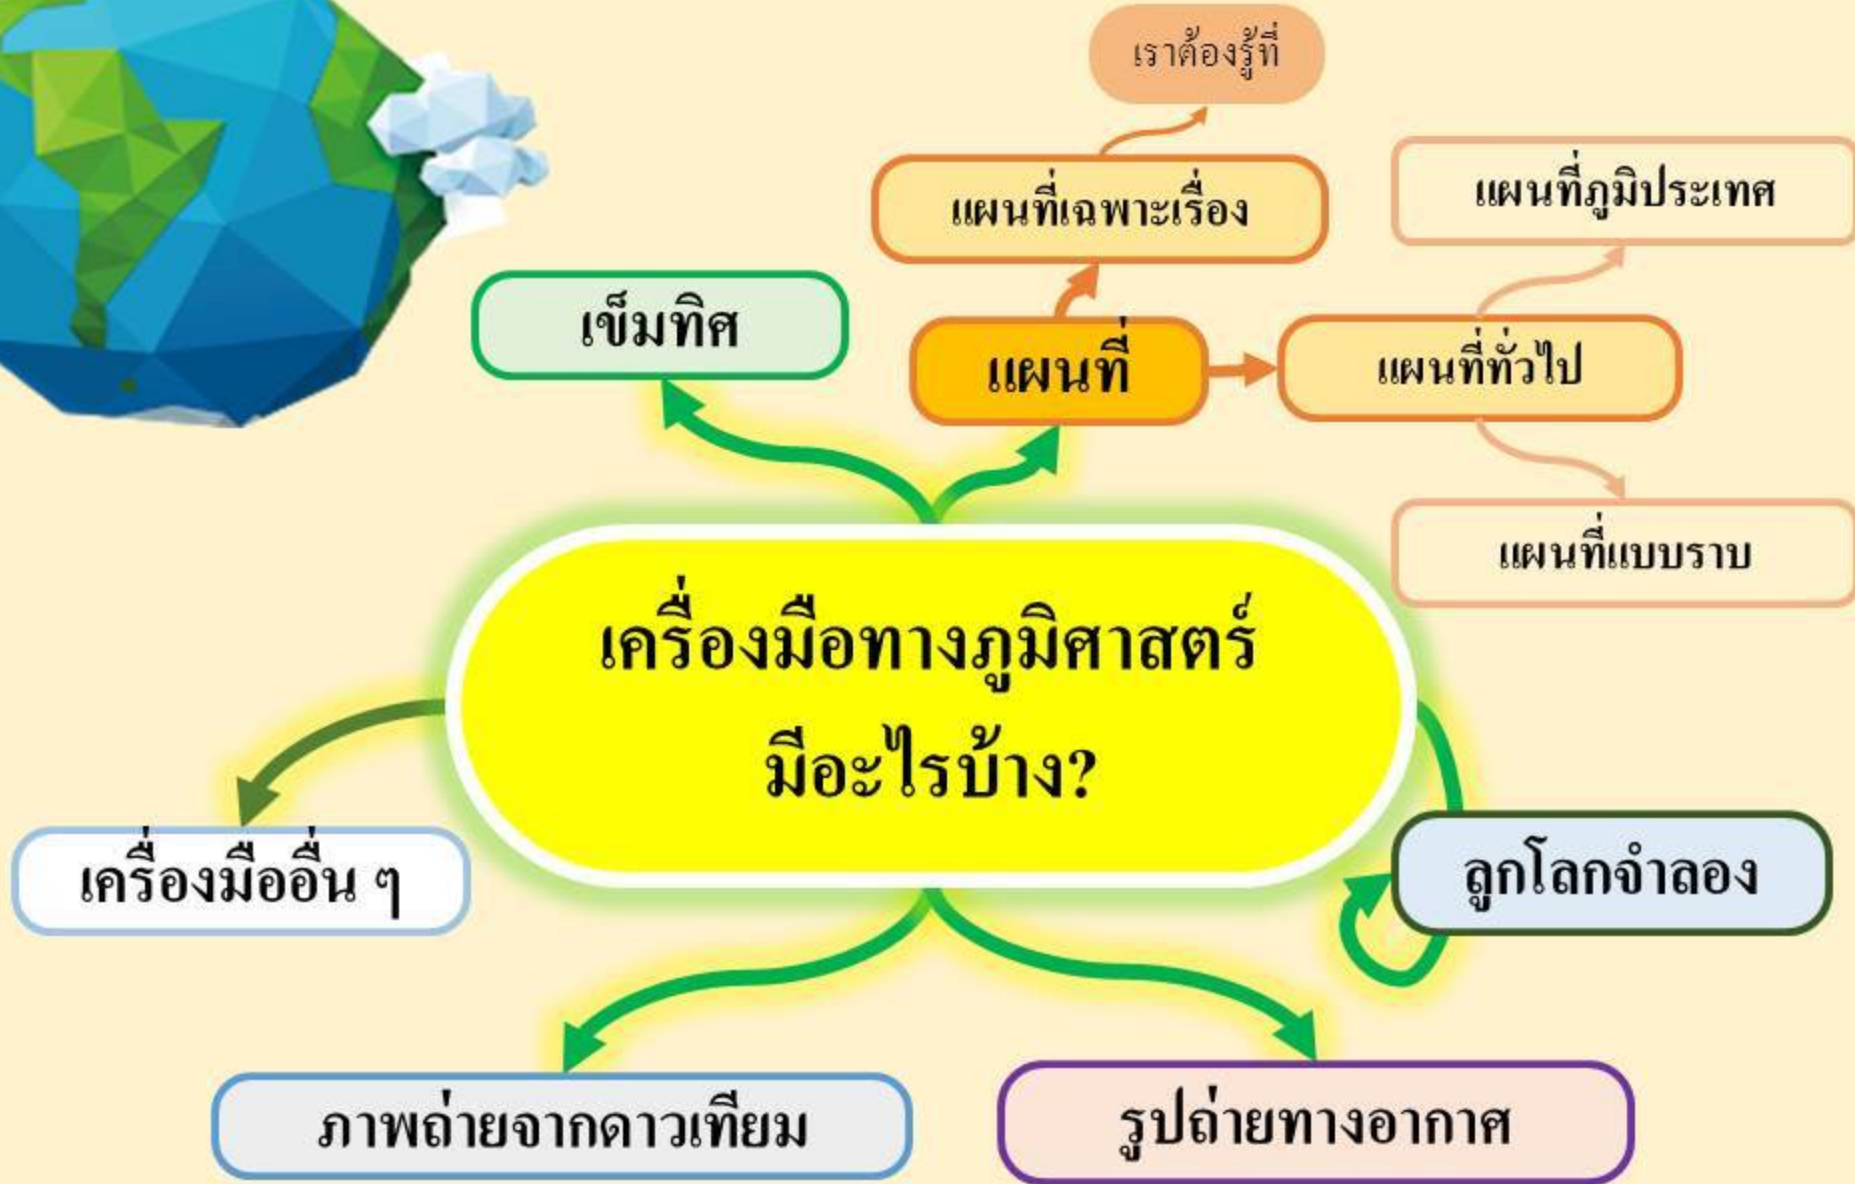 เราต้องรู้ที่
แผนที่เฉพาะเรื่อง
แผนที่ภูมิประเทศ
เข็มทิศ
แผนที่
แผนที่ทั่วไป
แผนที่แบบราบ
เครื่องมือทางภูมิศาสตร์
มีอะไรบ้าง?
เครื่องมืออื่น ๆ
ลูกโลกจำลอง
ภาพถ่ายจากดาวเทียม
รูปถ่ายทางอากาศ